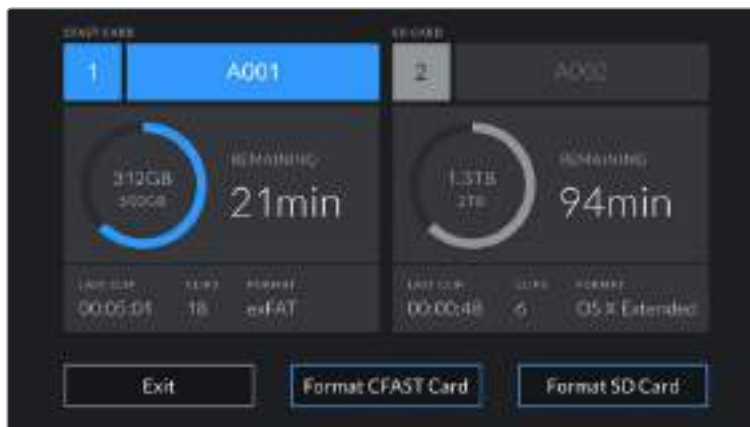 CFAST CARD
1 A001
312GB
REMAINING
21min
LAST CLIP CLIPS FORMAT
00:05:01 18 exFAT
SD CARD
2 A002
1.3TB
2TB
REMAINING
94min
LAST CLIP CLIPS FORMAT
00:00:48 6 OS X Extended
Exit
Format CFAST Card
Format SD Card